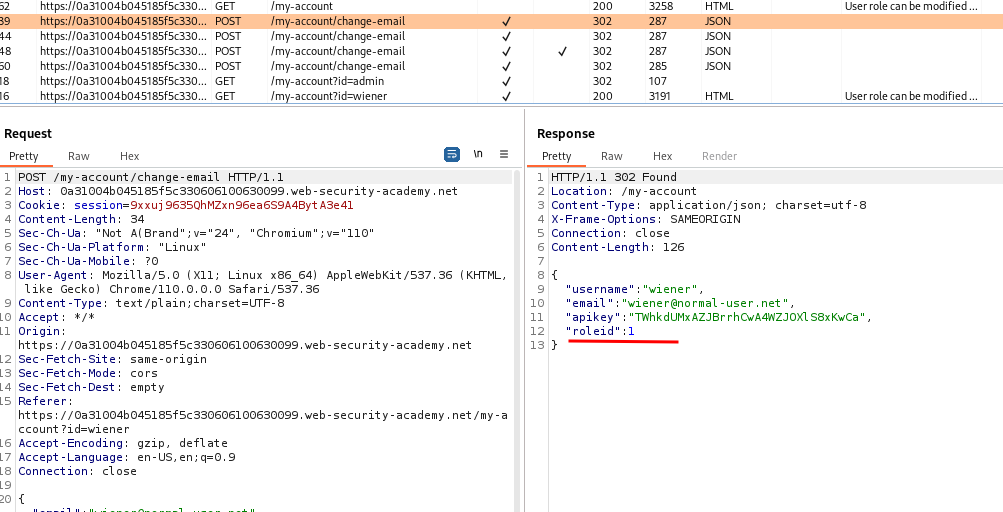 62 https://0a31004b045185f5c330... GET /my-account 200 3258 HTML User role can be modified ...
39 https://0a31004b045185f5c330... POST /my-account/change-email ✓ 302 287 JSON
44 https://0a31004b045185f5c330... POST /my-account/change-email ✓ 302 287 JSON
48 https://0a31004b045185f5c330... POST /my-account/change-email ✓ ✓ 302 287 JSON
60 https://0a31004b045185f5c330... POST /my-account/change-email ✓ 302 285 JSON
18 https://0a31004b045185f5c330... GET /my-account?id=admin ✓ 302 107
16 https://0a31004b045185f5c330... GET /my-account?id=wiener ✓ 200 3191 HTML User role can be modified ...
Request
Pretty Raw Hex \n
1 POST /my-account/change-email HTTP/1.1
2 Host: 0a31004b045185f5c330606100630099.web-security-academy.net
3 Cookie: session=9xxuj9635QhMZxn96ea6S9A4BytA3e41
4 Content-Length: 34
5 Sec-Ch-Ua: "Not A(Brand";v="24", "Chromium";v="110"
6 Sec-Ch-Ua-Platform: "Linux"
7 Sec-Ch-Ua-Mobile: ?0
8 User-Agent: Mozilla/5.0 (X11; Linux x86_64) AppleWebKit/537.36 (KHTML,
like Gecko) Chrome/110.0.0.0 Safari/537.36
9 Content-Type: text/plain;charset=UTF-8
10 Accept: */*
11 Origin:
https://0a31004b045185f5c330606100630099.web-security-academy.net
12 Sec-Fetch-Site: same-origin
13 Sec-Fetch-Mode: cors
14 Sec-Fetch-Dest: empty
15 Referer:
https://0a31004b045185f5c330606100630099.web-security-academy.net/my-a
ccount?id=wiener
16 Accept-Encoding: gzip, deflate
17 Accept-Language: en-US,en;q=0.9
18 Connection: close
19
20 {
"email":"wiener@normal-user.net"
Response
Pretty Raw Hex Render
1 HTTP/1.1 302 Found
2 Location: /my-account
3 Content-Type: application/json; charset=utf-8
4 X-Frame-Options: SAMEORIGIN
5 Connection: close
6 Content-Length: 126
7
8 {
9 "username":"wiener",
10 "email":"wiener@normal-user.net",
11 "apikey":"TWhkdUMxAZJBrrhCwA4WZJOXlS8xKwCa",
12 "roleid":1
13 }